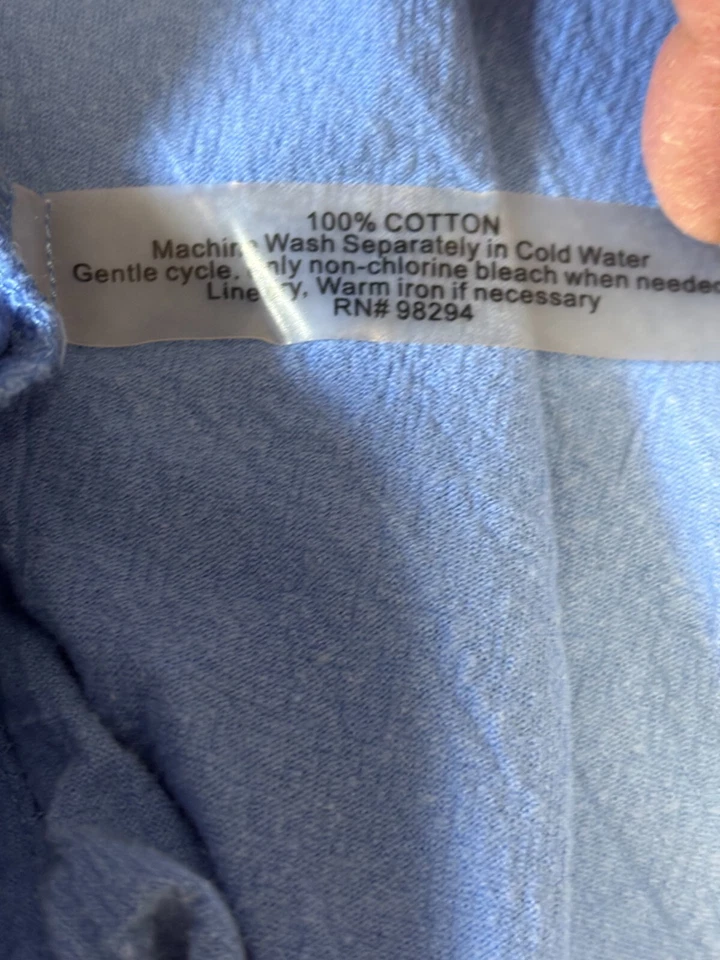 100% COTTON
Wash Separately in Cold Water
Gentle cycle. non-chlorine bleach when needed
Warm iron if necessary
RN# 98294